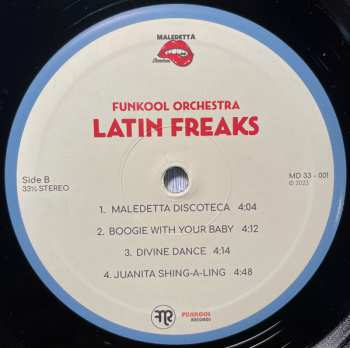 MALEDETTA
FUNKOOL ORCHESTRA
LATIN FREAKS
Side B
33⅓ STEREO
MD 33 - 001
© 2023
1. MALEDETTA DISCOTECA 4:04
2. BOOGIE WITH YOUR BABY 4:12
3. DIVINE DANCE 4:14
4. JUANITA SHING-A-LING 4:48
FUNKOOL
RECORDS